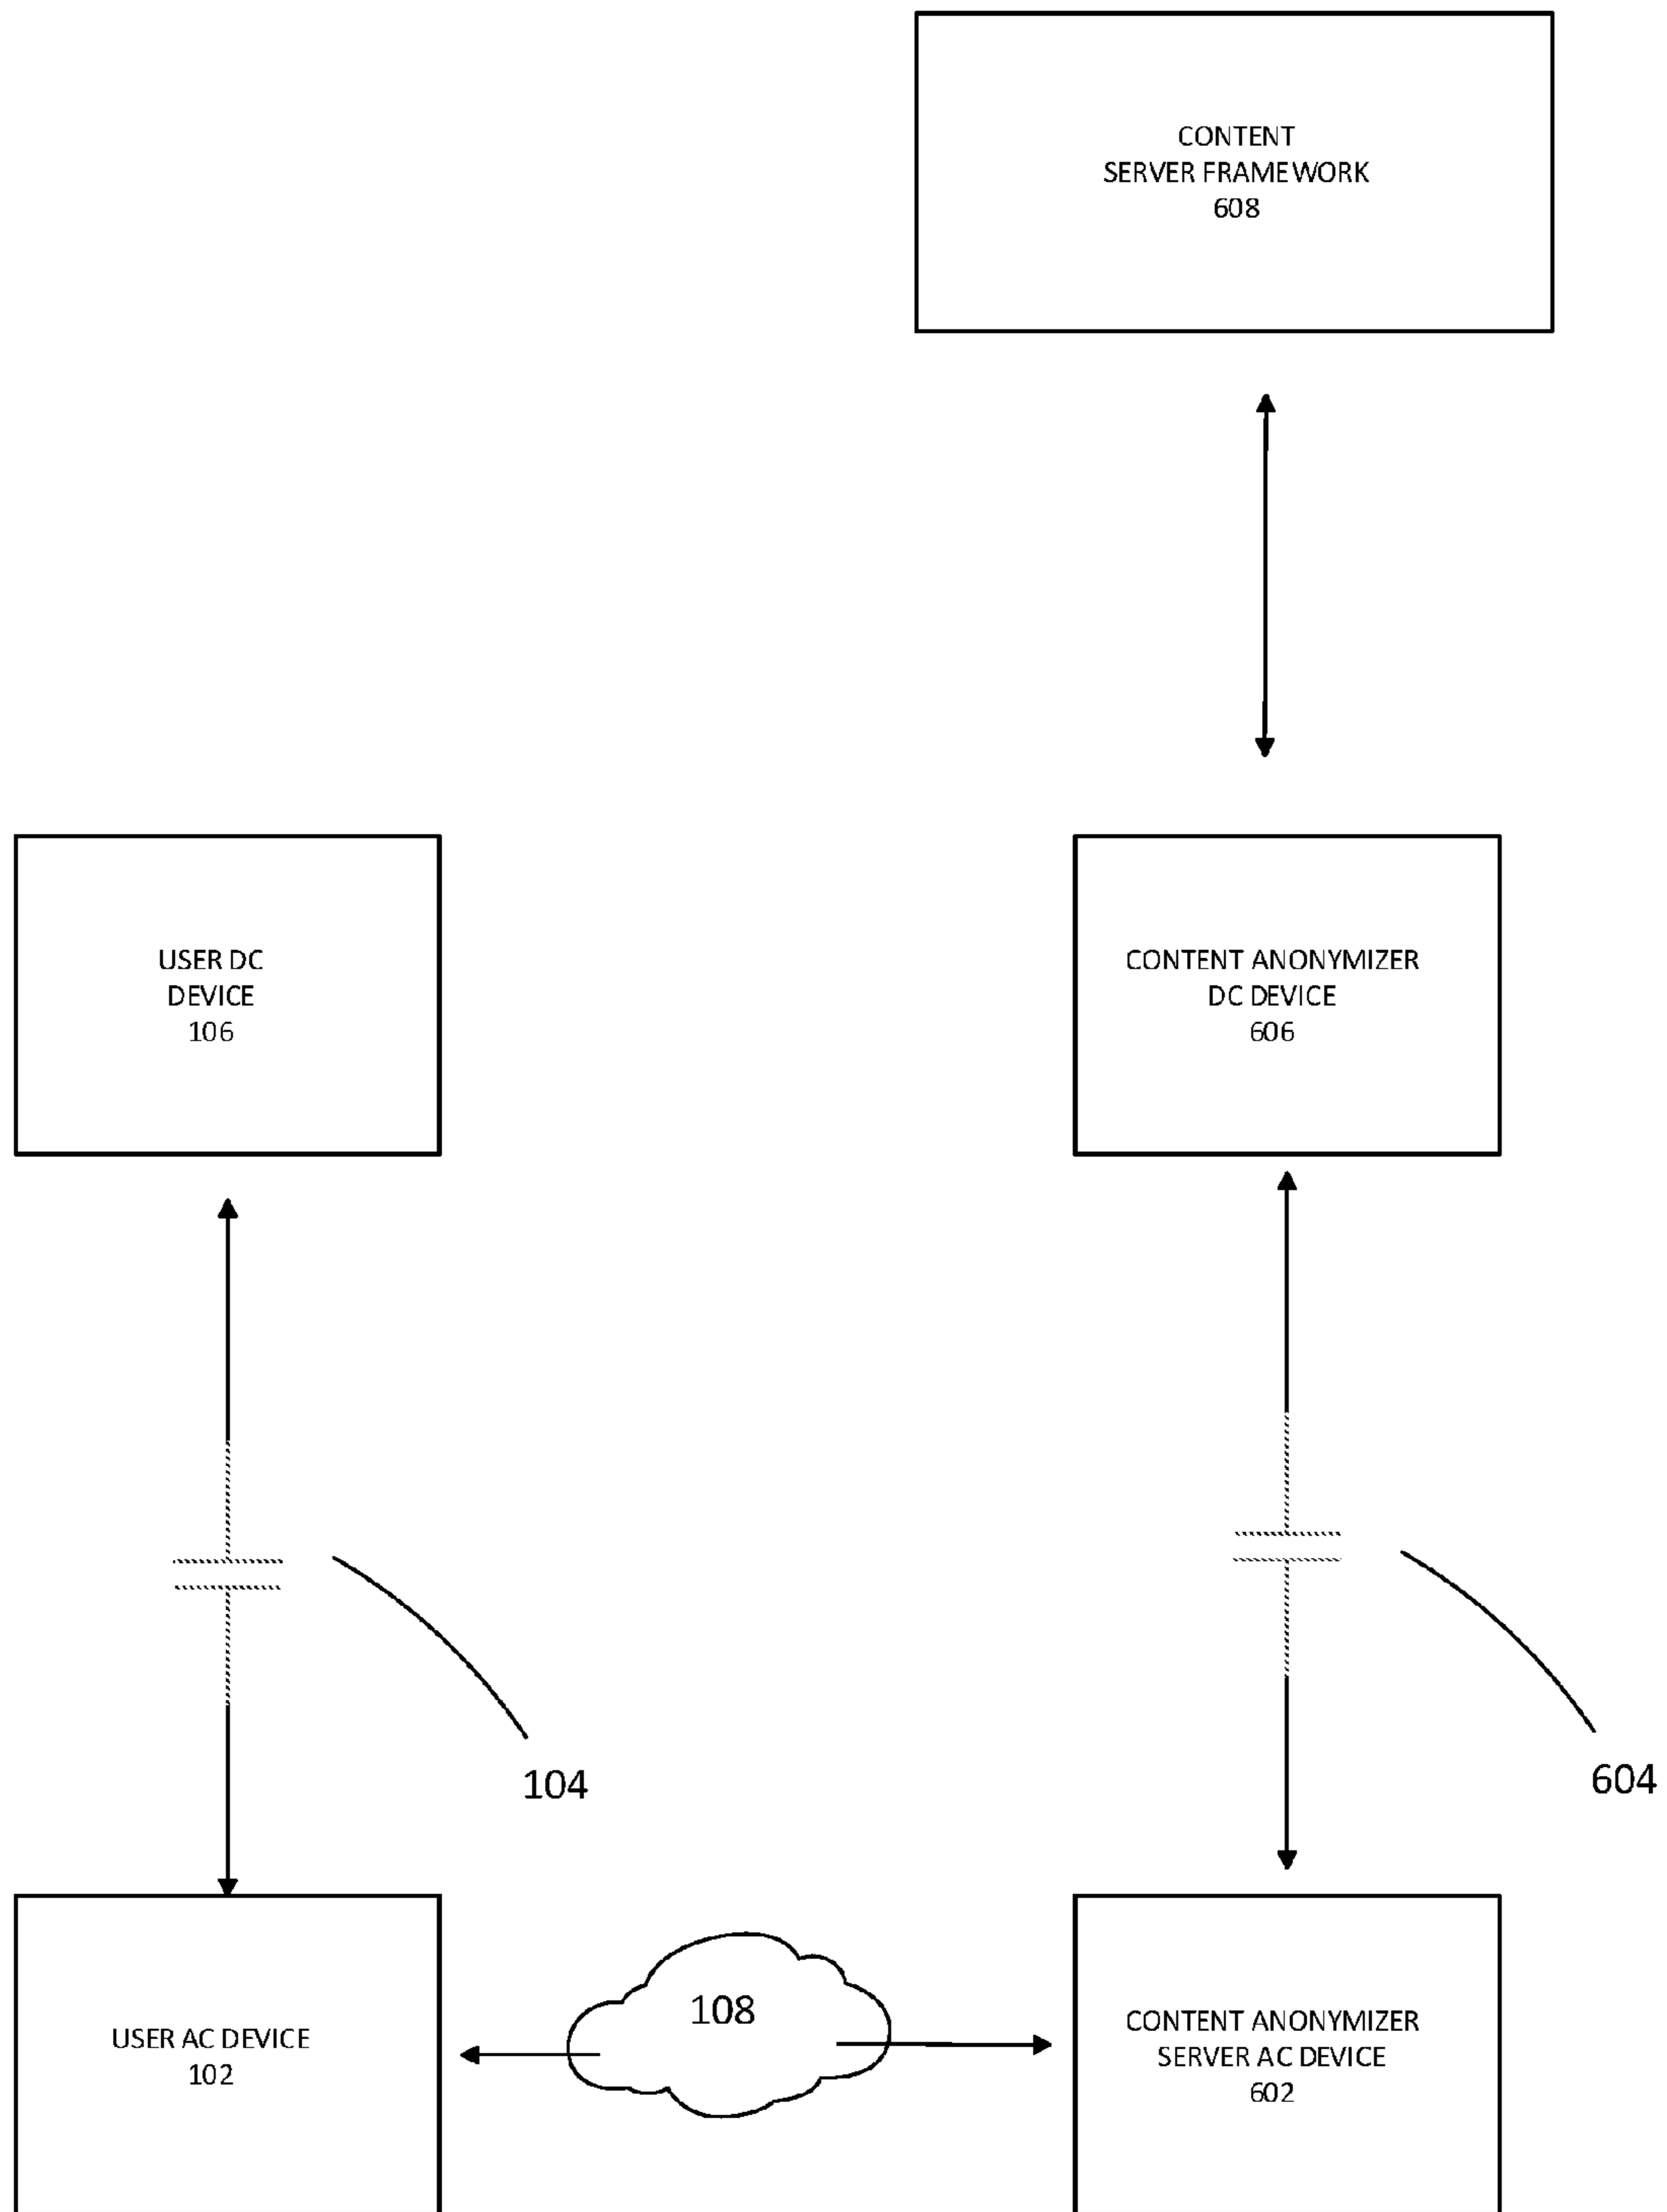 CONTENT
SERVER FRAMEWORK
608
USER DC
DEVICE
106
CONTENT ANONYMIZER
DC DEVICE
606
104
604
108
USER AC DEVICE
102
CONTENT ANONYMIZER
SERVER AC DEVICE
602